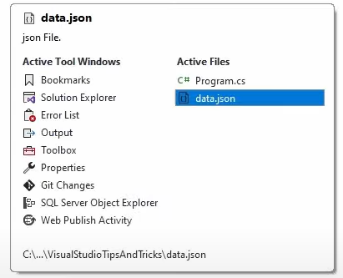 data.json
json File.
Active Tool Windows
Bookmarks
Solution Explorer
Error List
Output
Toolbox
Properties
Git Changes
SQL Server Object Explorer
Web Publish Activity
Active Files
C# Program.cs
data.json
C:\...\VisualStudioTipsAndTricks\data.json